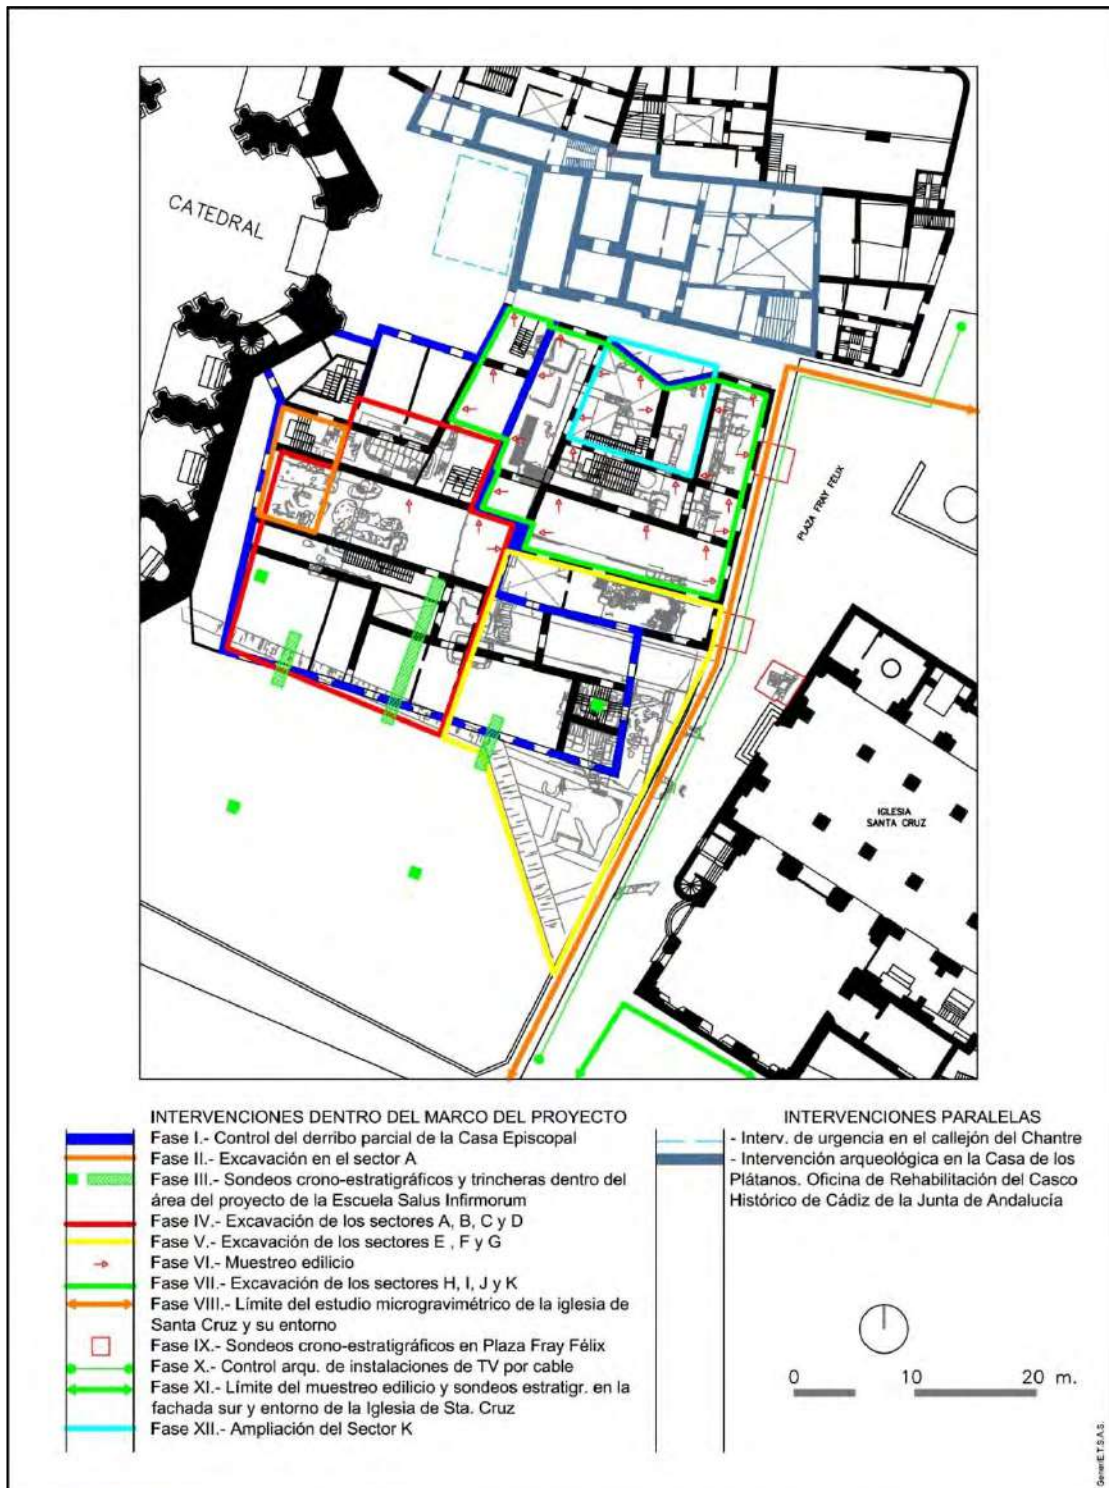 CATEDRAL
PLAZA FRAY FÉLIX
IGLESIA
SANTA CRUZ
INTERVENCIONES DENTRO DEL MARCO DEL PROYECTO
Fase I.- Control del derribo parcial de la Casa Episcopal
Fase II.- Excavación en el sector A
Fase III.- Sondeos crono-estratigráficos y trincheras dentro del
área del proyecto de la Escuela Salus Infirmorum
Fase IV.- Excavación de los sectores A, B, C y D
Fase V.- Excavación de los sectores E , F y G
Fase VI.- Muestreo edilicio
Fase VII.- Excavación de los sectores H, I, J y K
Fase VIII.- Límite del estudio microgravimétrico de la iglesia de
Santa Cruz y su entorno
Fase IX.- Sondeos crono-estratigráficos en Plaza Fray Félix
Fase X.- Control arqu. de instalaciones de TV por cable
Fase XI.- Límite del muestreo edilicio y sondeos estratigr. en la
fachada sur y entorno de la Iglesia de Sta. Cruz
Fase XII.- Ampliación del Sector K
INTERVENCIONES PARALELAS
- Interv. de urgencia en el callejón del Chantre
- Intervención arqueológica en la Casa de los
Plátanos. Oficina de Rehabilitación del Casco
Histórico de Cádiz de la Junta de Andalucía
0 10 20 m.